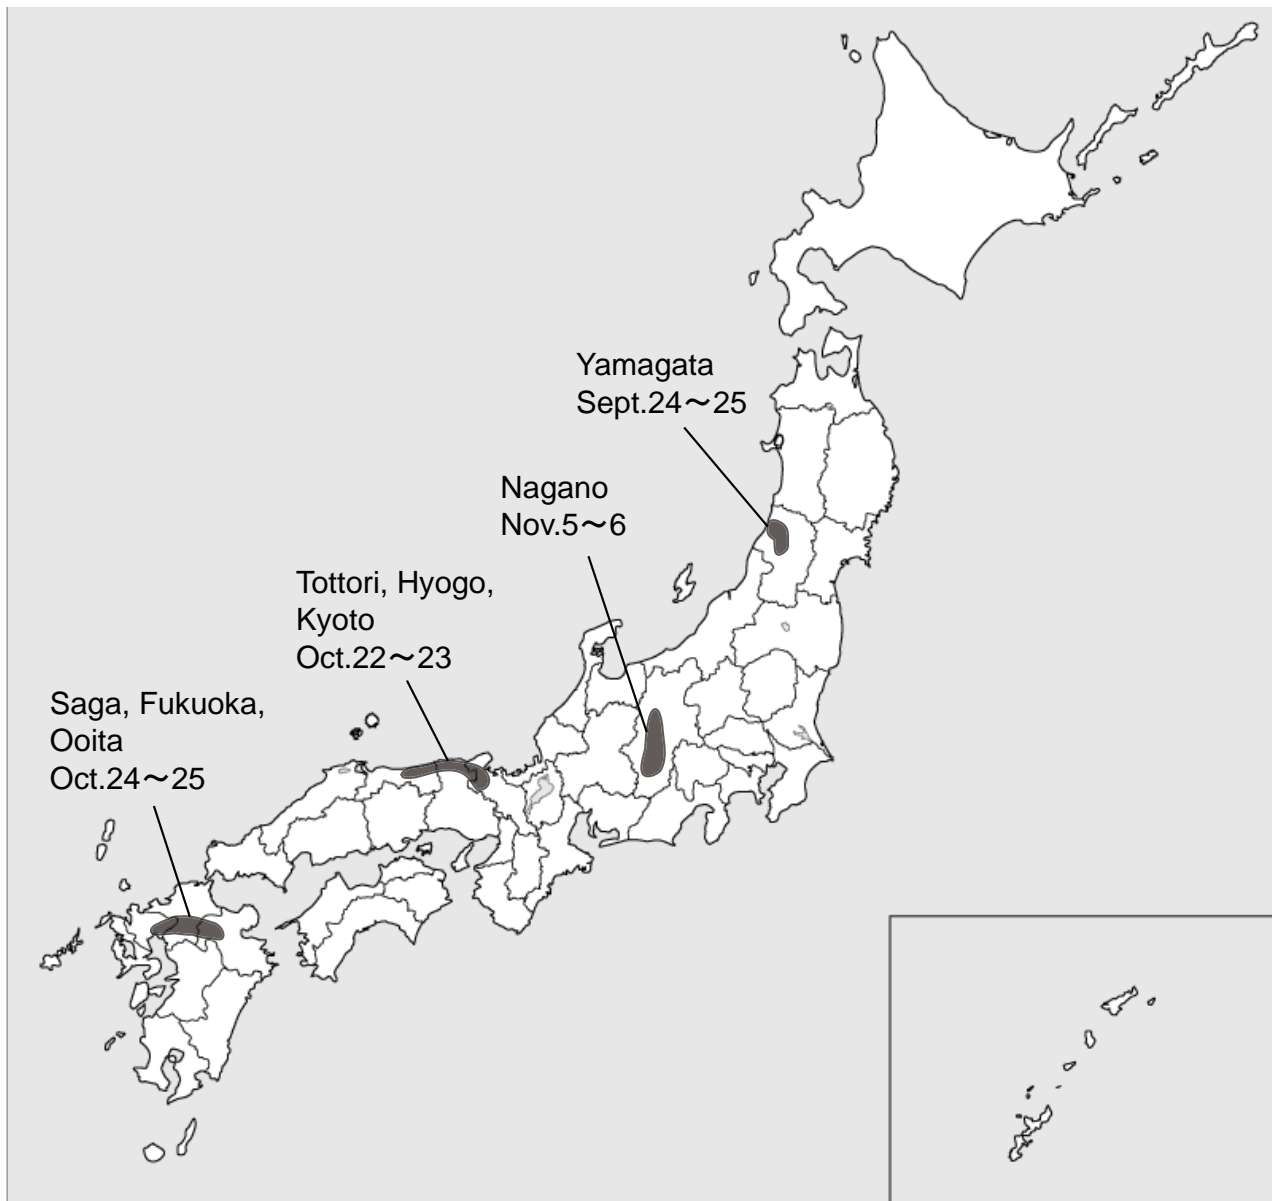 Yamagata
Sept.24～25
Nagano
Nov.5～6
Tottori, Hyogo,
Kyoto
Oct.22～23
Saga, Fukuoka,
Ooita
Oct.24～25